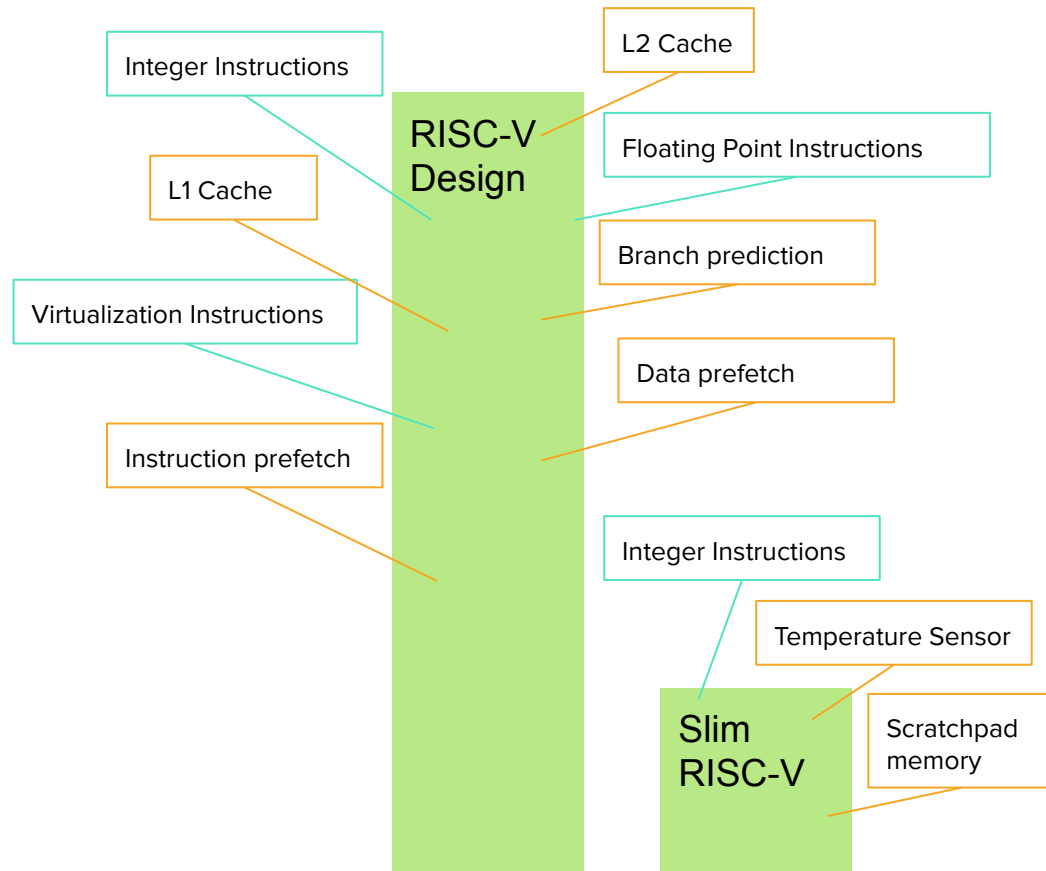 L2 Cache
Integer Instructions
RISC-V
Design
Floating Point Instructions
L1 Cache
Branch prediction
Virtualization Instructions
Data prefetch
Instruction prefetch
Integer Instructions
Temperature Sensor
Slim
RISC-V
Scratchpad
memory